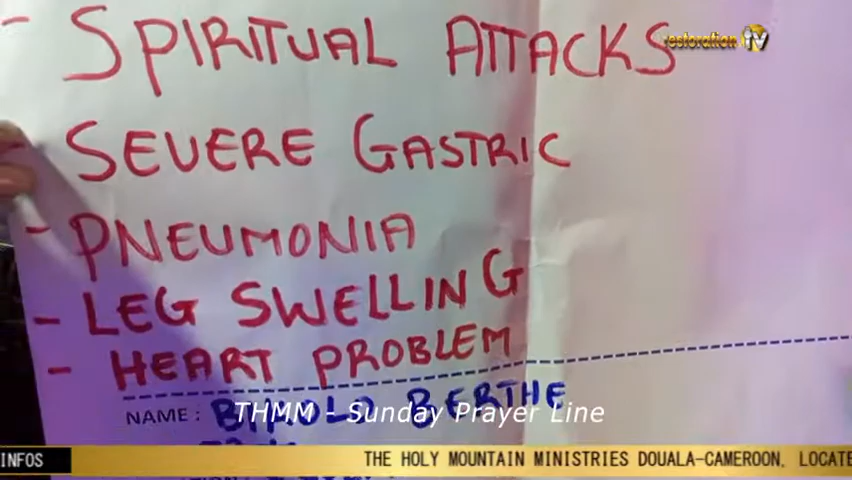 - SPIRITUAL ATTACKS
Restoration TV
SEVERE GASTRIC
- PNEUMONIA
- LEG SWELLING
- HEART PROBLEM
NAME: BERTHE
THMM - Sunday Prayer Line
INFOS THE HOLY MOUNTAIN MINISTRIES DOUALA-CAMEROON, LOCATE